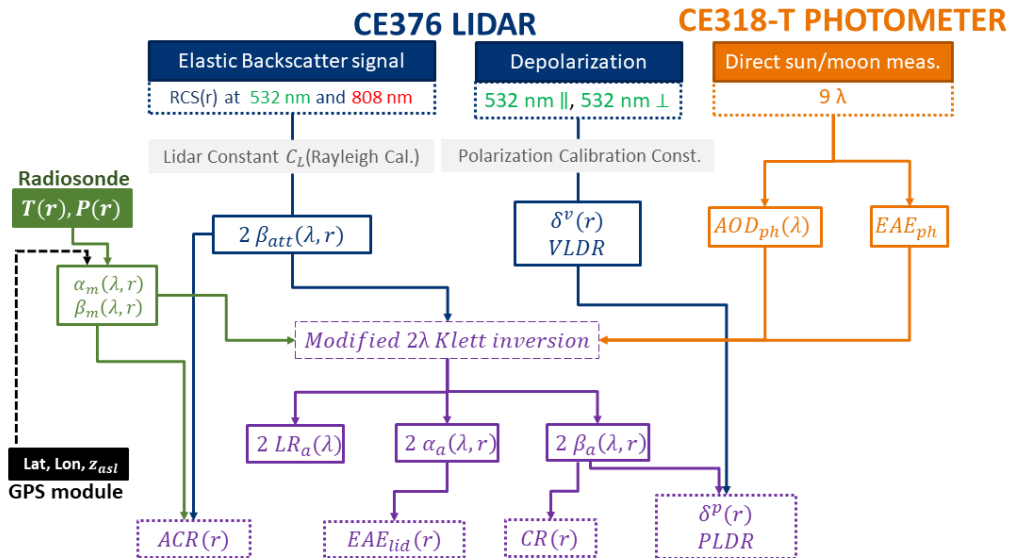 CE376 LIDAR
CE318-T PHOTOMETER
Elastic Backscatter signal
RCS(r) at 532 nm and 808 nm
Depolarization
532 nm ∥, 532 nm ⊥
Direct sun/moon meas.
9 λ
Lidar Constant C_L(Rayleigh Cal.)
Polarization Calibration Const.
Radiosonde
T(r), P(r)
2 β_att(λ, r)
δ^v(r)
VLDR
AOD_ph(λ)
EAE_ph
α_m(λ, r)
β_m(λ, r)
Modified 2λ Klett inversion
2 LR_a(λ)
2 α_a(λ, r)
2 β_a(λ, r)
Lat, Lon, z_asl
GPS module
ACR(r)
EAE_lid(r)
CR(r)
δ^p(r)
PLDR